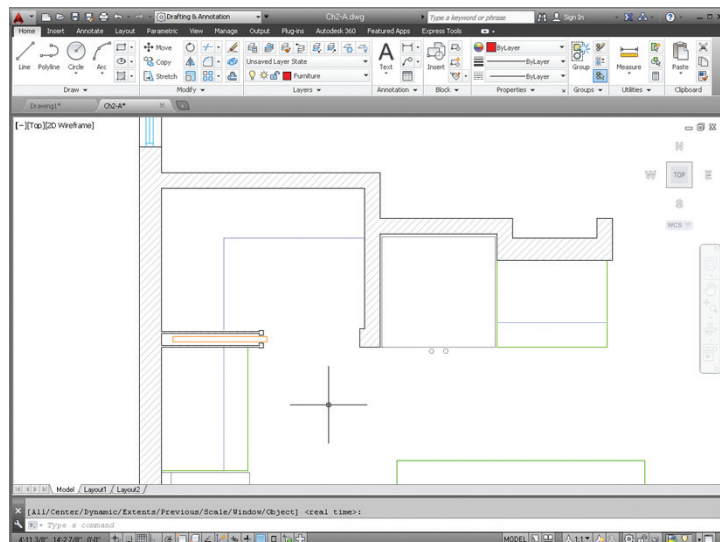 Drafting & Annotation
Ch2-A.dwg
Type a keyword or phrase
Sign In
Home Insert Annotate Layout Parametric View Manage Output Plug-ins Autodesk 360 Featured Apps Express Tools
Line Polyline Circle Arc
Move
Copy
Stretch
Unsaved Layer State
Furniture
Text
Insert
ByLayer
ByLayer
ByLayer
Group
Measure
Paste
Draw Modify Layers Annotation Block Properties Groups Utilities Clipboard
Drawing1* Ch2-A*
[-][Top][2D Wireframe]
N
W TOP E
S
WCS
Model Layout1 Layout2
[All/Center/Dynamic/Extents/Previous/Scale/Window/Object] <real time>:
Type a command
MODEL 1:1